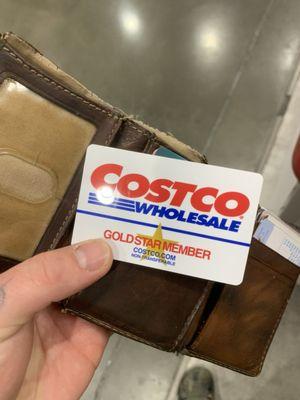 COSTCO
WHOLESALE
GOLD STAR MEMBER
COSTCO.COM
NON-TRANSFERABLE